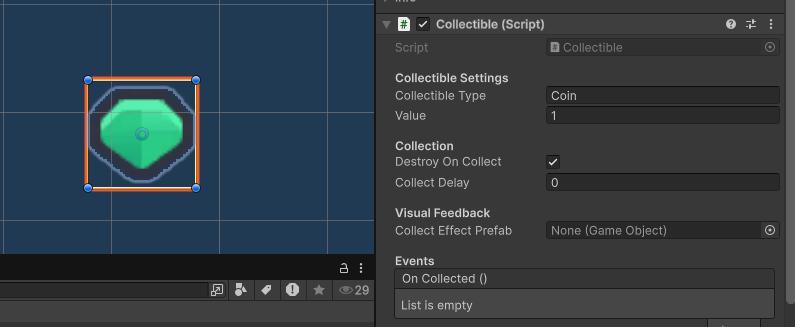 Collectible (Script)
Script
Collectible
Collectible Settings
Collectible Type
Coin
Value
1
Collection
Destroy On Collect
Collect Delay
0
Visual Feedback
Collect Effect Prefab
None (Game Object)
Events
On Collected ()
List is empty
29